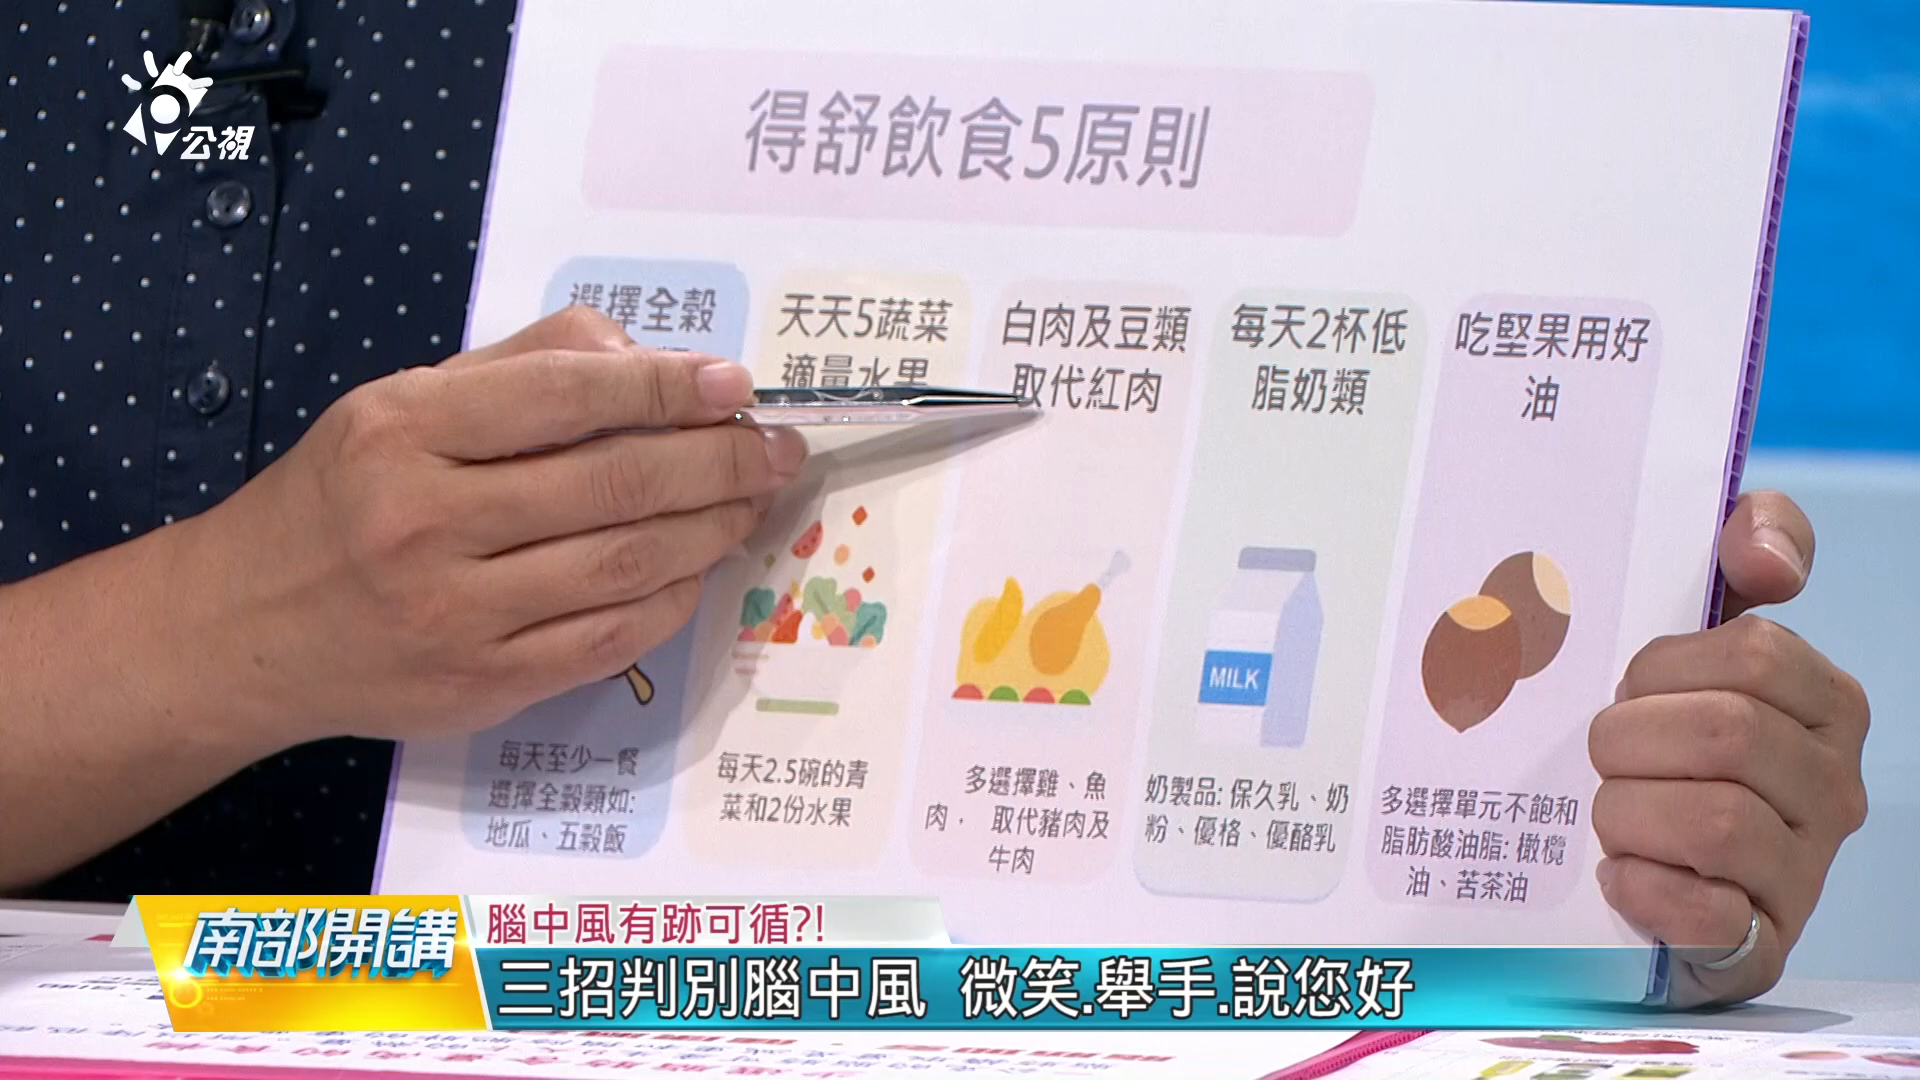 公視
得舒飲食5原則
選擇全穀
天天5蔬菜
適量水果
白肉及豆類
取代紅肉
每天2杯低
脂奶類
吃堅果用好
油
MILK
每天至少一餐
選擇全穀類如:
地瓜、五穀飯
每天2.5碗的青
菜和2份水果
多選擇雞、魚
肉， 取代豬肉及
牛肉
奶製品: 保久乳、奶
粉、優格、優酪乳
多選擇單元不飽和
脂肪酸油脂: 橄欖
油、苦茶油
南部開講
腦中風有跡可循?!
三招判別腦中風 微笑.舉手.說您好